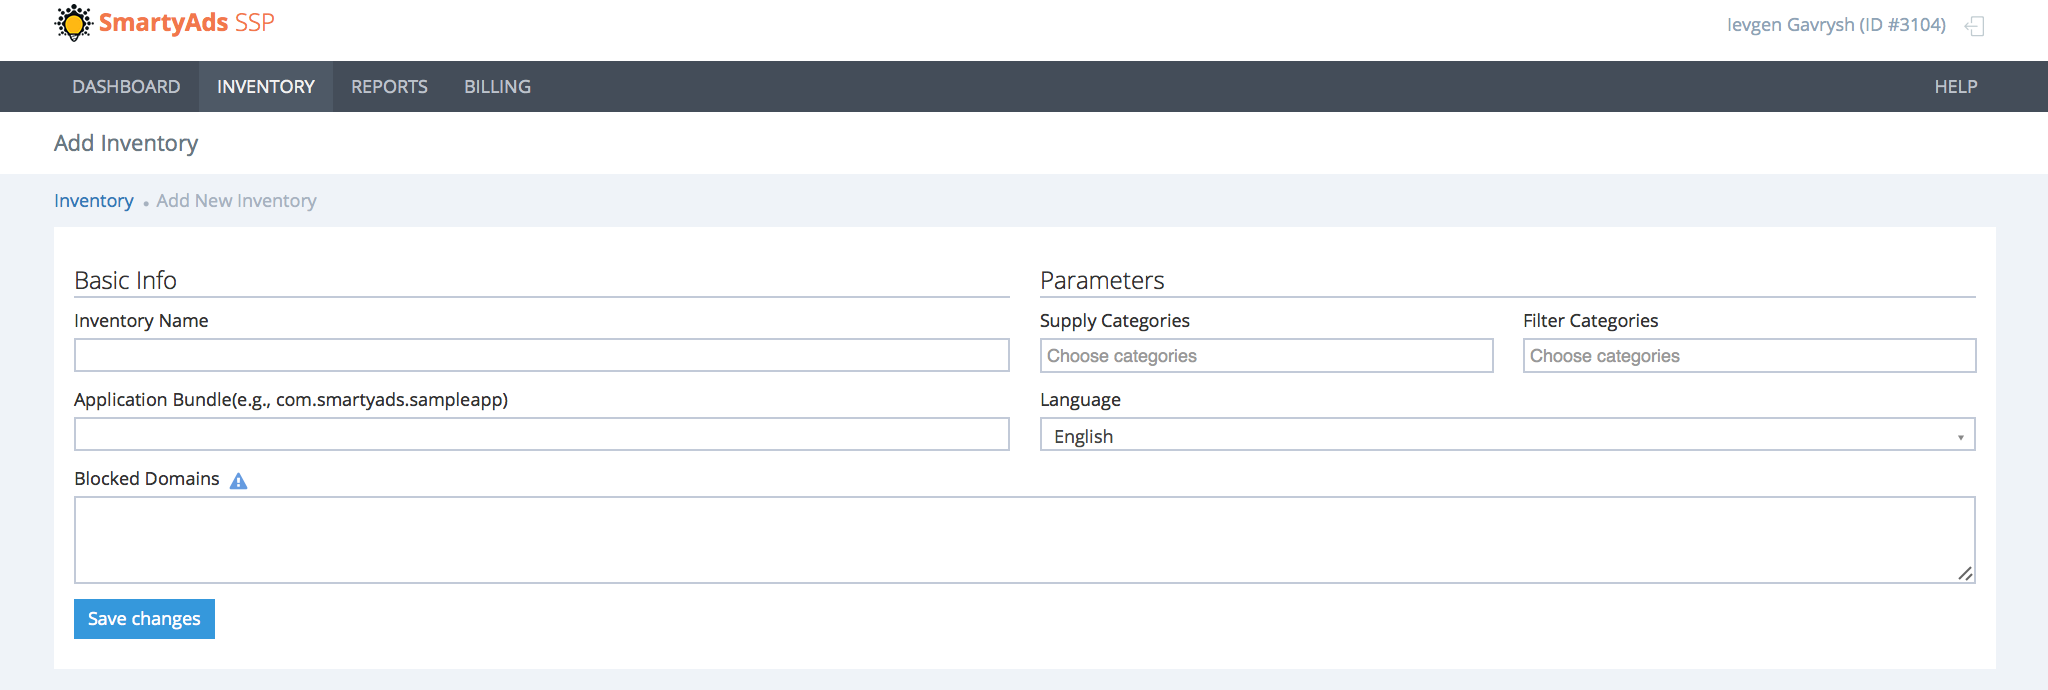 SmartyAds SSP
Ievgen Gavrysh (ID #3104)
DASHBOARD INVENTORY REPORTS BILLING HELP
Add Inventory
Inventory • Add New Inventory
Basic Info
Inventory Name
Application Bundle(e.g., com.smartyads.sampleapp)
Parameters
Supply Categories
Choose categories
Filter Categories
Choose categories
Language
English
Blocked Domains
Save changes